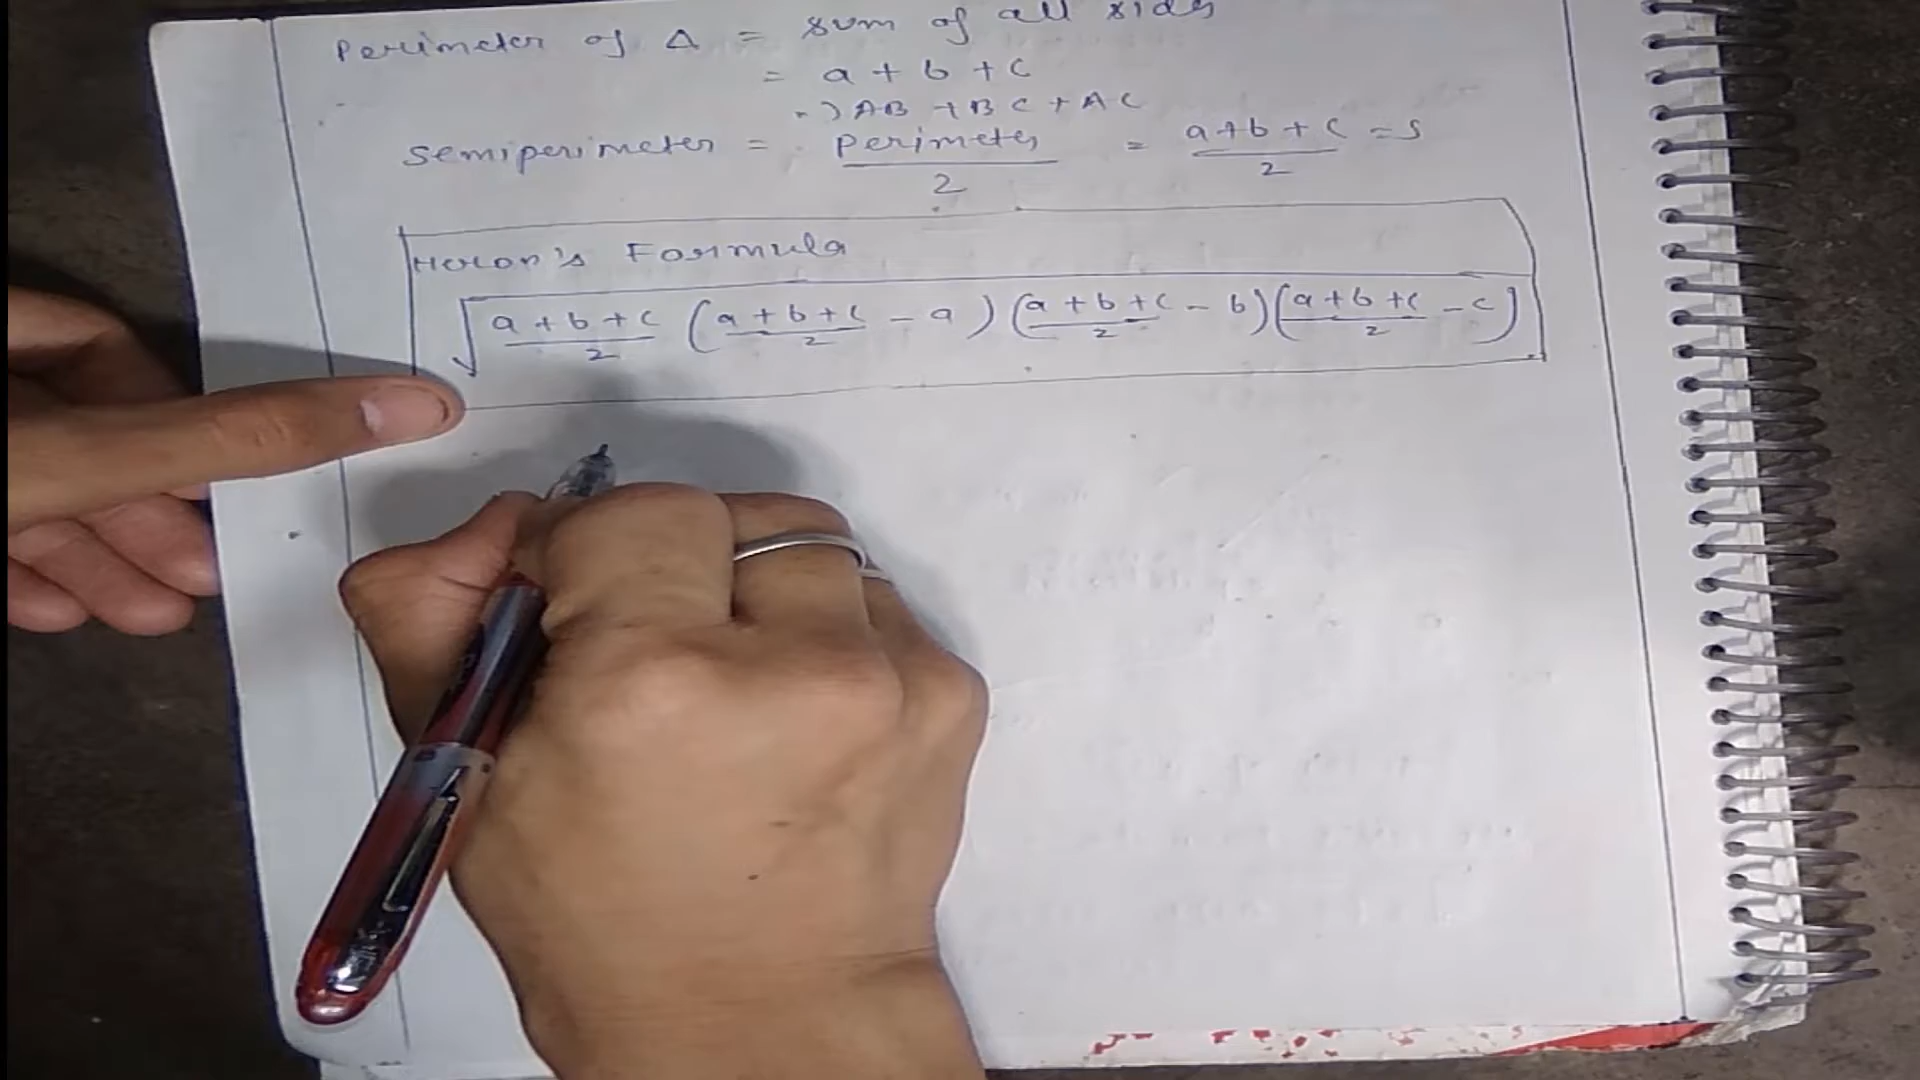 Perimeter of Δ = sum of all sides
= a + b + c
=) AB + BC + AC
semiperimeter = perimeter / 2 = a+b+c / 2 = s
Heron's Formula
√ a+b+c / 2 (a+b+c / 2 - a) (a+b+c / 2 - b) (a+b+c / 2 - c)